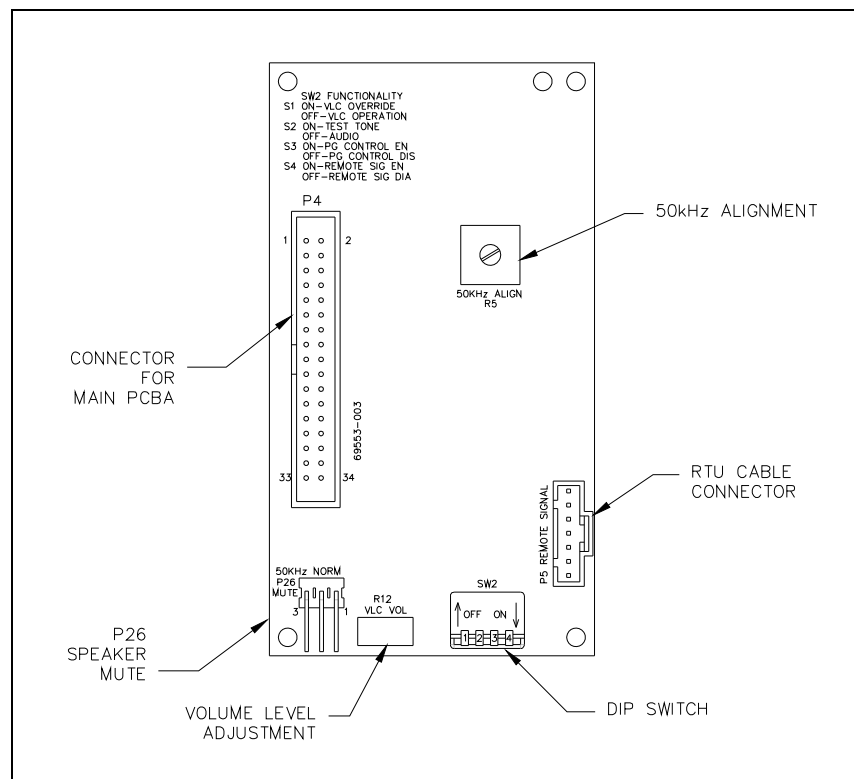 SW2 FUNCTIONALITY
S1 ON-VLC OVERRIDE
OFF-VLC OPERATION
S2 ON-TEST TONE
OFF-AUDIO
S3 ON-PG CONTROL EN
OFF-PG CONTROL DIS
S4 ON-REMOTE SIG EN
OFF-REMOTE SIG DIA
P4
1 2
50kHz ALIGNMENT
50KHz ALIGN
R5
CONNECTOR
FOR
MAIN PCBA
69553-003
33 34
RTU CABLE
CONNECTOR
P5 REMOTE SIGNAL
50KHz NORM
P26
MUTE
3 1
R12
VLC VOL
SW2
OFF ON
1 2 3 4
P26
SPEAKER
MUTE
VOLUME LEVEL
ADJUSTMENT
DIP SWITCH